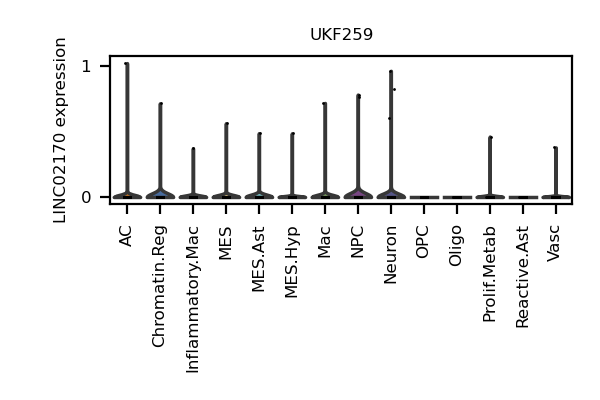 UKF259
LINC02170 expression
1
0
AC
Chromatin.Reg
Inflammatory.Mac
MES
MES.Ast
MES.Hyp
Mac
NPC
Neuron
OPC
Oligo
Prolif.Metab
Reactive.Ast
Vasc